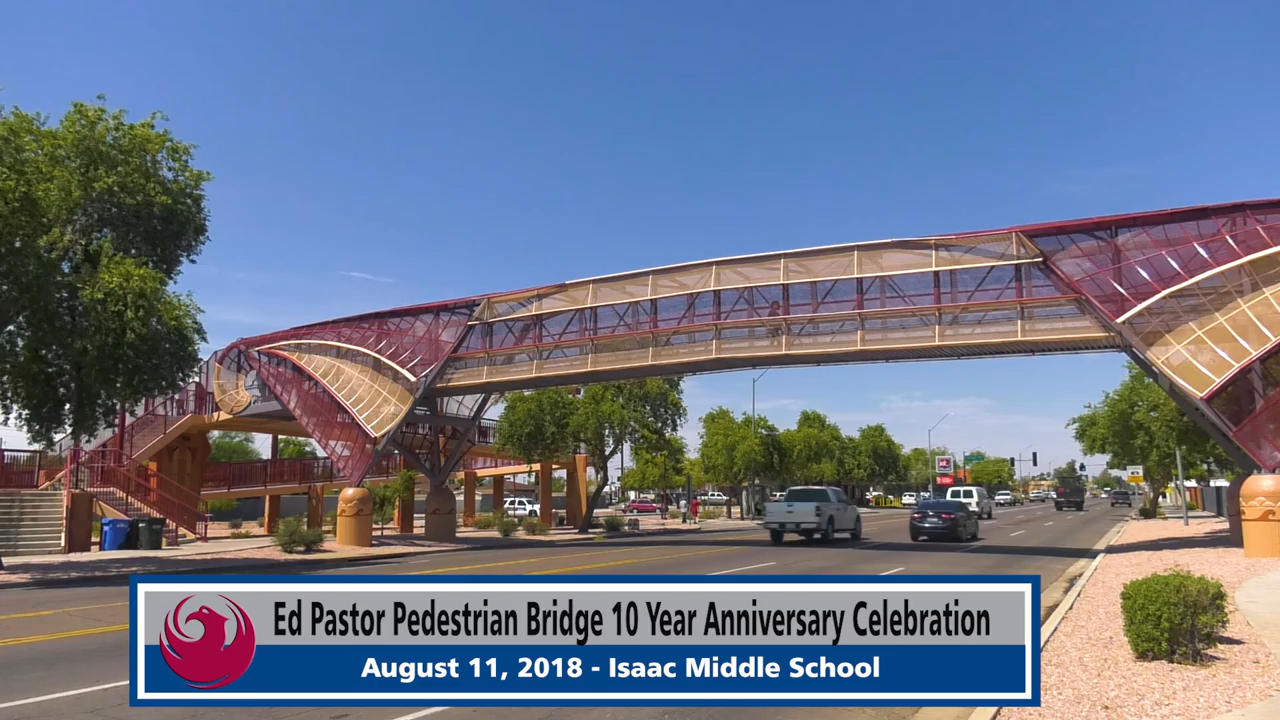 Ed Pastor Pedestrian Bridge 10 Year Anniversary Celebration
August 11, 2018 - Isaac Middle School